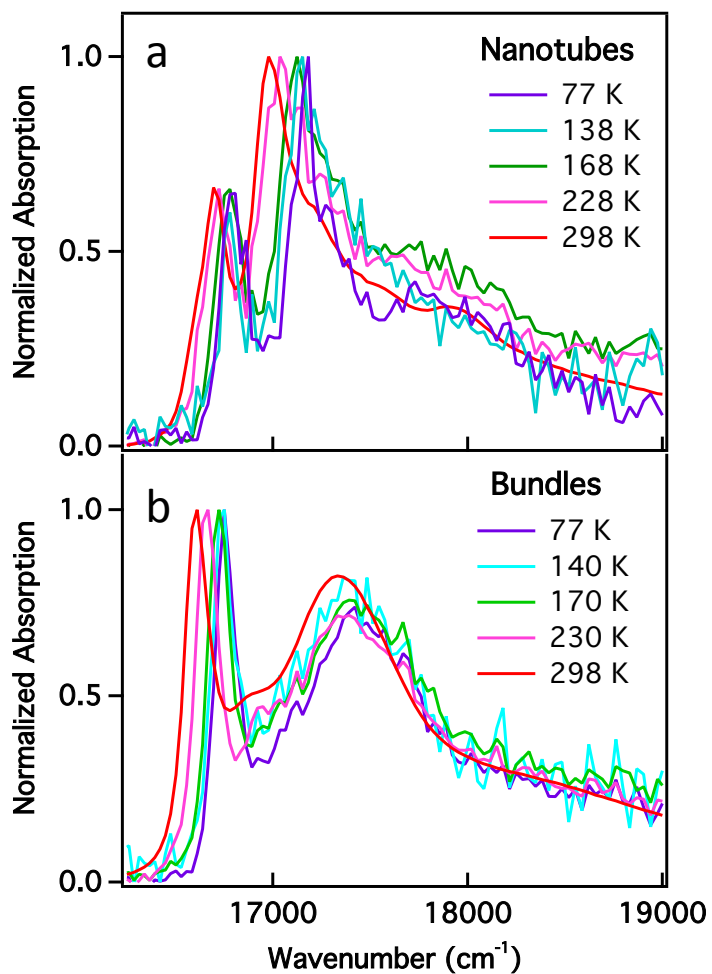 a
Nanotubes
77 K
138 K
168 K
228 K
298 K
1.0
0.5
0.0
Normalized Absorption
b
Bundles
77 K
140 K
170 K
230 K
298 K
1.0
0.5
0.0
Normalized Absorption
17000 18000 19000
Wavenumber (cm⁻¹)